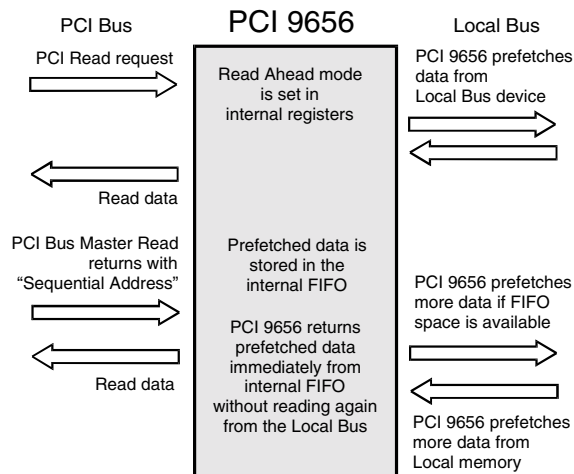 PCI Bus
PCI 9656
Local Bus
PCI Read request
Read Ahead mode
is set in
internal registers
PCI 9656 prefetches
data from
Local Bus device
Read data
PCI Bus Master Read
returns with
“Sequential Address”
Prefetched data is
stored in the
internal FIFO
PCI 9656 prefetches
more data if FIFO
space is available
PCI 9656 returns
prefetched data
immediately from
internal FIFO
without reading again
from the Local Bus
Read data
PCI 9656 prefetches
more data from
Local memory